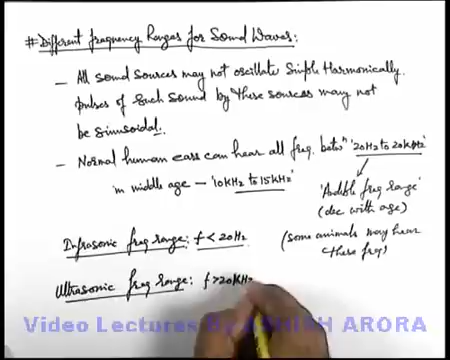 # Different frequency Ranges for Sound Waves:
– All sound sources may not oscillate Simple Harmonically.
pulses of such sound by these sources may not
be sinusoidal.
– Normal human ears can hear all freq. betwn '20Hz to 20kHz'
in middle age – '10kHz to 15kHz'
'Audible freq range'
(dec with age)
Infrasonic freq range: f < 20Hz
(some animals may hear
these freq)
Ultrasonic freq range: f > 20kHz
Video Lectures By ASHISH ARORA